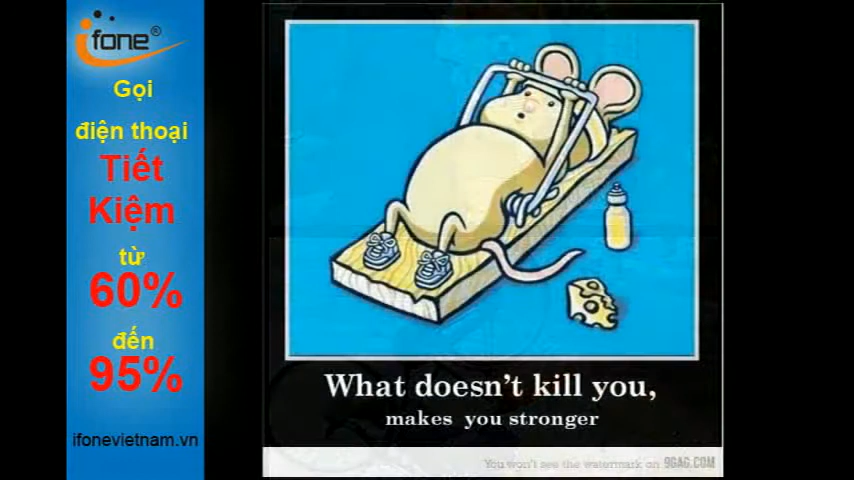 ifone®
Gọi
điện thoại
Tiết
Kiệm
từ
60%
đến
95%
ifonevietnam.vn
What doesn't kill you,
makes you stronger
You won't see the watermark on 9GAG.COM